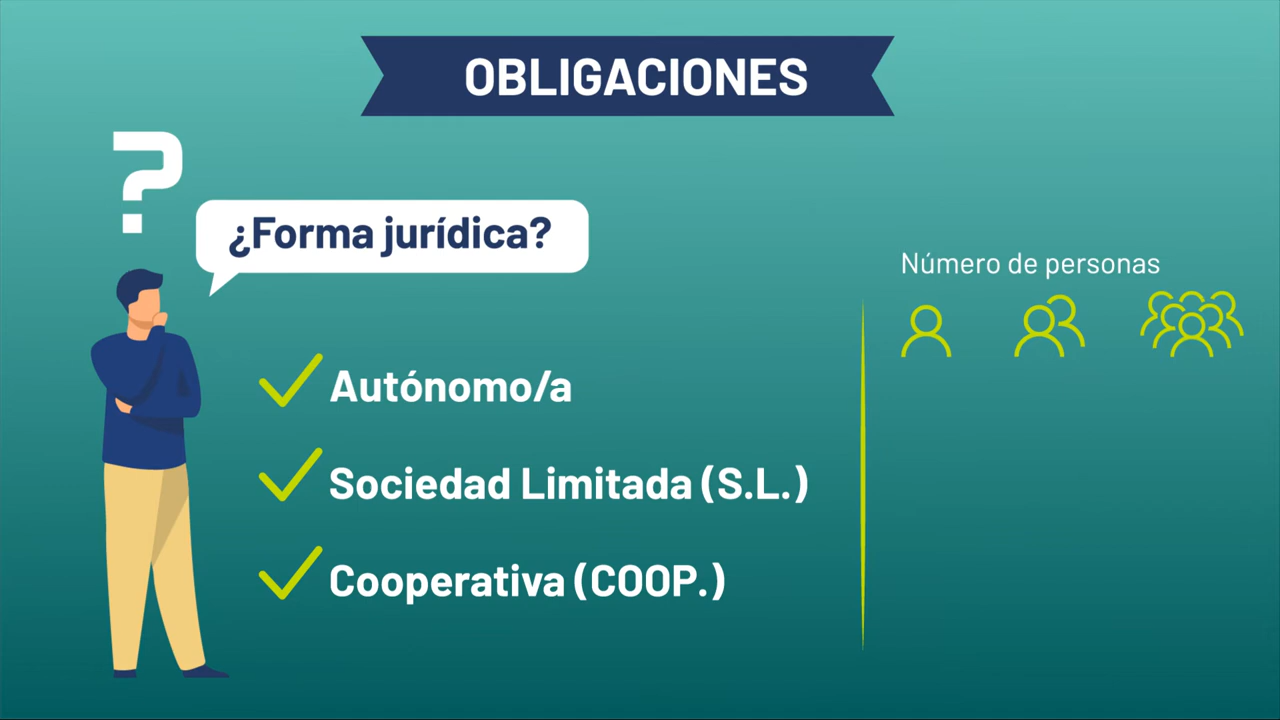 OBLIGACIONES
?
¿Forma jurídica?
Número de personas
Autónomo/a
Sociedad Limitada (S.L.)
Cooperativa (COOP.)